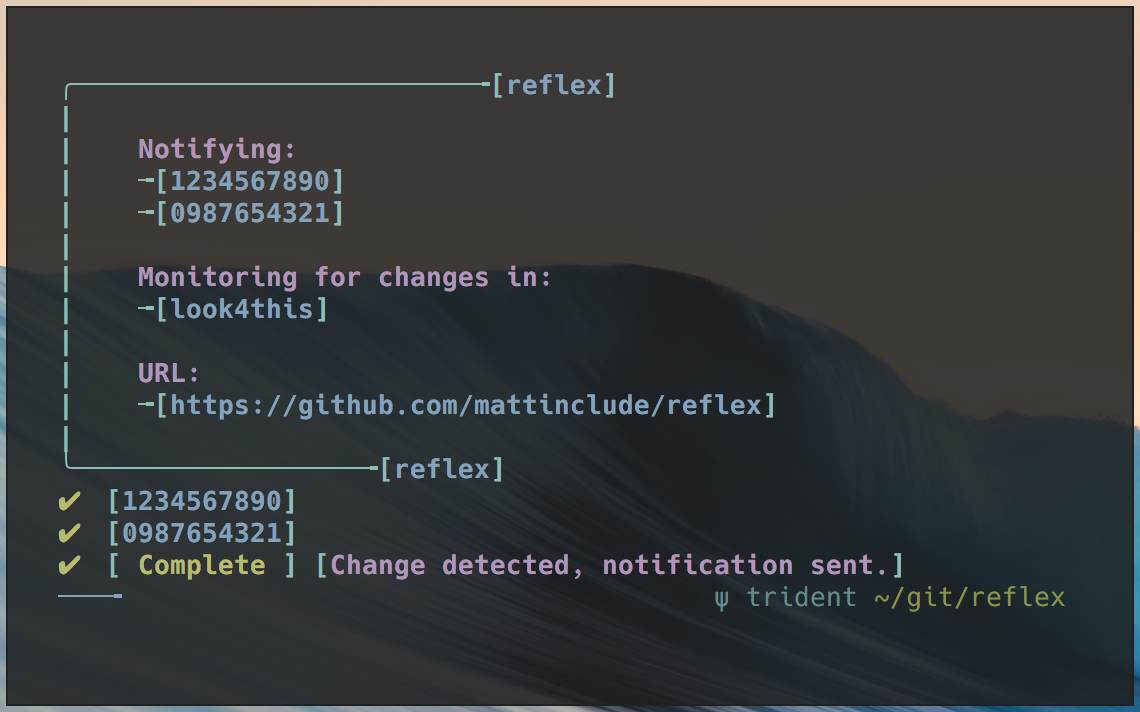 [reflex]
Notifying:
[1234567890]
[0987654321]
Monitoring for changes in:
[look4this]
URL:
[https://github.com/mattinclude/reflex]
[reflex]
✔ [1234567890]
✔ [0987654321]
✔ [ Complete ] [Change detected, notification sent.]
ψ trident ~/git/reflex